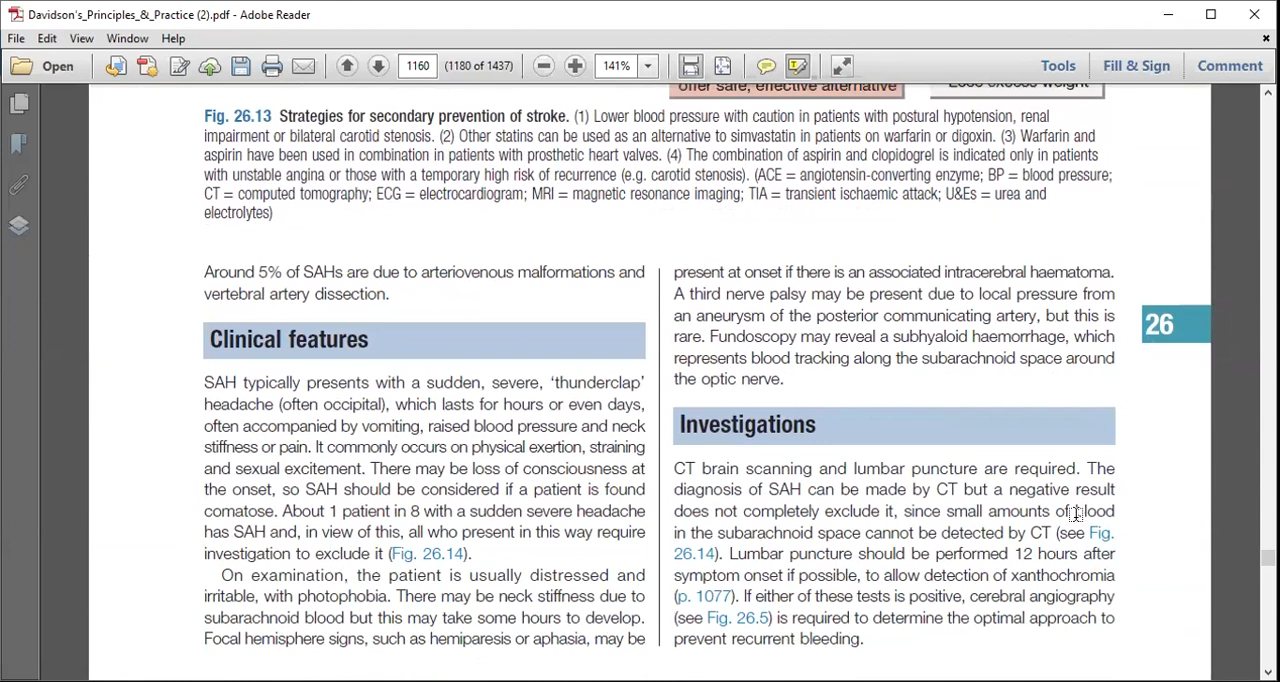 Davidson's_Principles_&_Practice (2).pdf - Adobe Reader
File Edit View Window Help
Open 1160 (1180 of 1437) 141% Tools Fill & Sign Comment
offer safe, effective alternative
Lose excess weight
Fig. 26.13 Strategies for secondary prevention of stroke. (1) Lower blood pressure with caution in patients with postural hypotension, renal
impairment or bilateral carotid stenosis. (2) Other statins can be used as an alternative to simvastatin in patients on warfarin or digoxin. (3) Warfarin and
aspirin have been used in combination in patients with prosthetic heart valves. (4) The combination of aspirin and clopidogrel is indicated only in patients
with unstable angina or those with a temporary high risk of recurrence (e.g. carotid stenosis). (ACE = angiotensin-converting enzyme; BP = blood pressure;
CT = computed tomography; ECG = electrocardiogram; MRI = magnetic resonance imaging; TIA = transient ischaemic attack; U&Es = urea and
electrolytes)
Around 5% of SAHs are due to arteriovenous malformations and
vertebral artery dissection.
Clinical features
SAH typically presents with a sudden, severe, 'thunderclap'
headache (often occipital), which lasts for hours or even days,
often accompanied by vomiting, raised blood pressure and neck
stiffness or pain. It commonly occurs on physical exertion, straining
and sexual excitement. There may be loss of consciousness at
the onset, so SAH should be considered if a patient is found
comatose. About 1 patient in 8 with a sudden severe headache
has SAH and, in view of this, all who present in this way require
investigation to exclude it (Fig. 26.14).
On examination, the patient is usually distressed and
irritable, with photophobia. There may be neck stiffness due to
subarachnoid blood but this may take some hours to develop.
Focal hemisphere signs, such as hemiparesis or aphasia, may be
present at onset if there is an associated intracerebral haematoma.
A third nerve palsy may be present due to local pressure from
an aneurysm of the posterior communicating artery, but this is
rare. Fundoscopy may reveal a subhyaloid haemorrhage, which
represents blood tracking along the subarachnoid space around
the optic nerve.
Investigations
CT brain scanning and lumbar puncture are required. The
diagnosis of SAH can be made by CT but a negative result
does not completely exclude it, since small amounts of blood
in the subarachnoid space cannot be detected by CT (see Fig.
26.14). Lumbar puncture should be performed 12 hours after
symptom onset if possible, to allow detection of xanthochromia
(p. 1077). If either of these tests is positive, cerebral angiography
(see Fig. 26.5) is required to determine the optimal approach to
prevent recurrent bleeding.
26